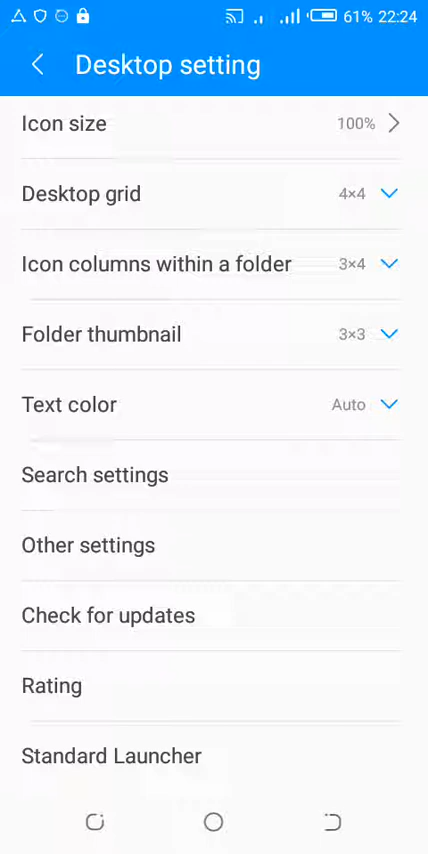 61% 22:24
Desktop setting
Icon size 100%
Desktop grid 4×4
Icon columns within a folder 3×4
Folder thumbnail 3×3
Text color Auto
Search settings
Other settings
Check for updates
Rating
Standard Launcher